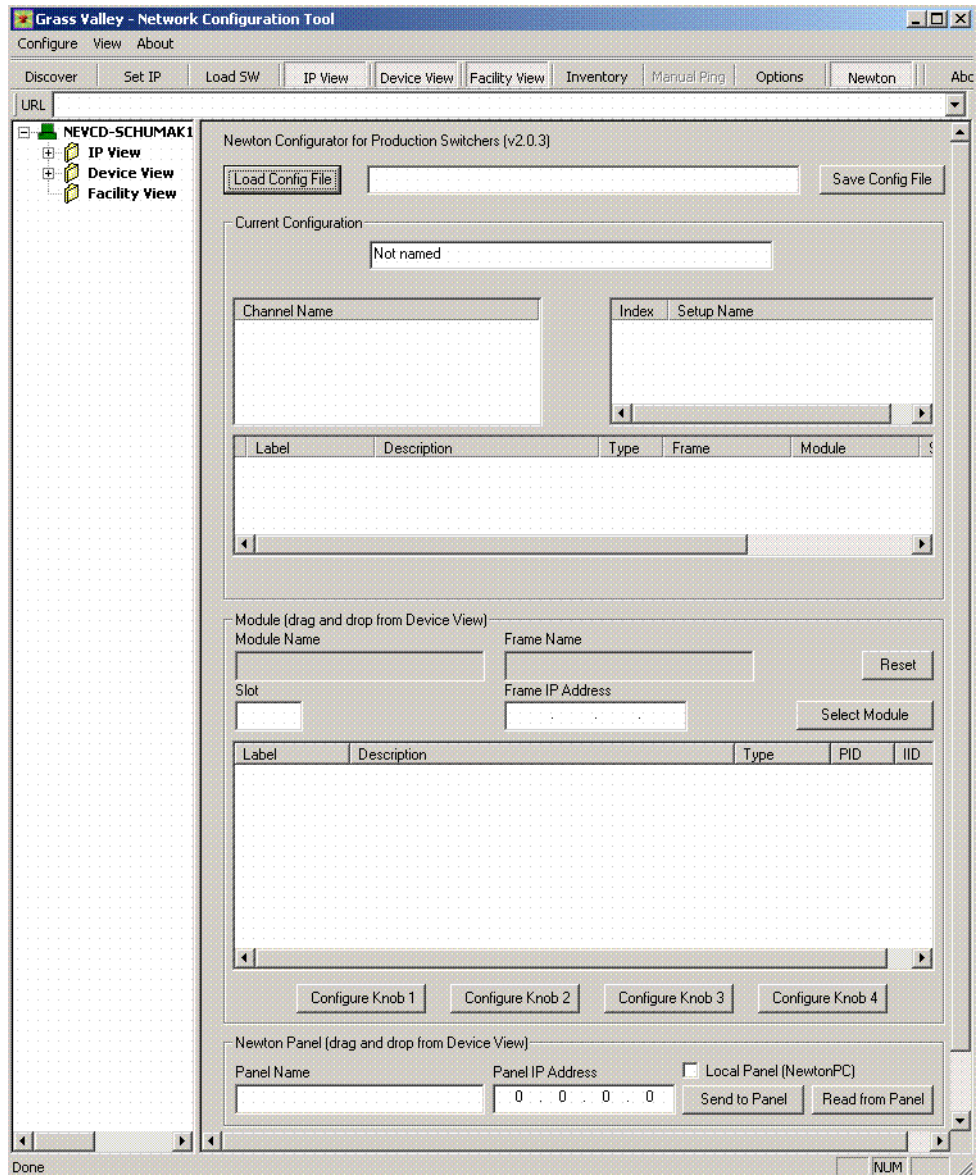 Grass Valley - Network Configuration Tool
Configure View About
Discover Set IP Load SW IP View Device View Facility View Inventory Manual Ping Options Newton Abc
URL
NEVCD-SCHUMAK1
IP View
Device View
Facility View
Newton Configurator for Production Switchers (v2.0.3)
Load Config File Save Config File
Current Configuration
Not named
Channel Name Index Setup Name
Label Description Type Frame Module S
Module (drag and drop from Device View)
Module Name Frame Name
Reset
Slot Frame IP Address
Select Module
Label Description Type PID IID
Configure Knob 1 Configure Knob 2 Configure Knob 3 Configure Knob 4
Newton Panel (drag and drop from Device View)
Panel Name Panel IP Address Local Panel (NewtonPC)
0 . 0 . 0 . 0 Send to Panel Read from Panel
Done NUM